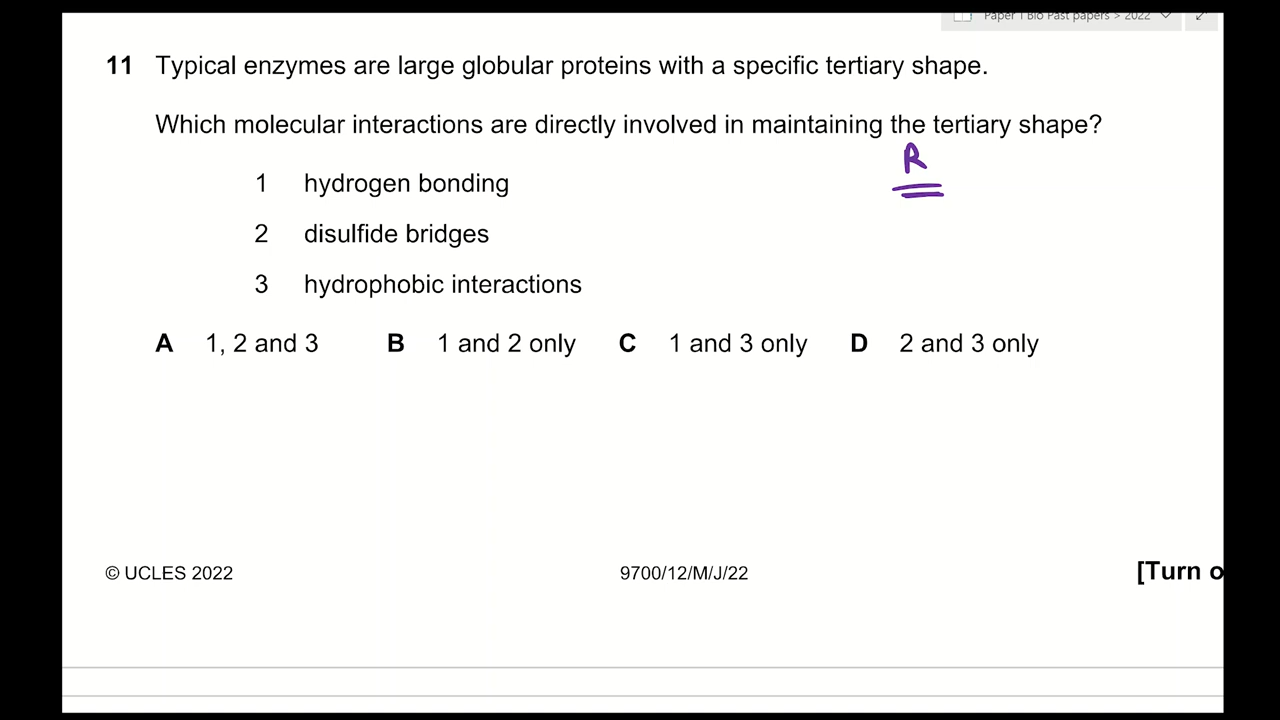 Paper 1 Bio Past papers > 2022
11 Typical enzymes are large globular proteins with a specific tertiary shape.
Which molecular interactions are directly involved in maintaining the tertiary shape?
R
1 hydrogen bonding
2 disulfide bridges
3 hydrophobic interactions
A 1, 2 and 3 B 1 and 2 only C 1 and 3 only D 2 and 3 only
© UCLES 2022 9700/12/M/J/22 [Turn o